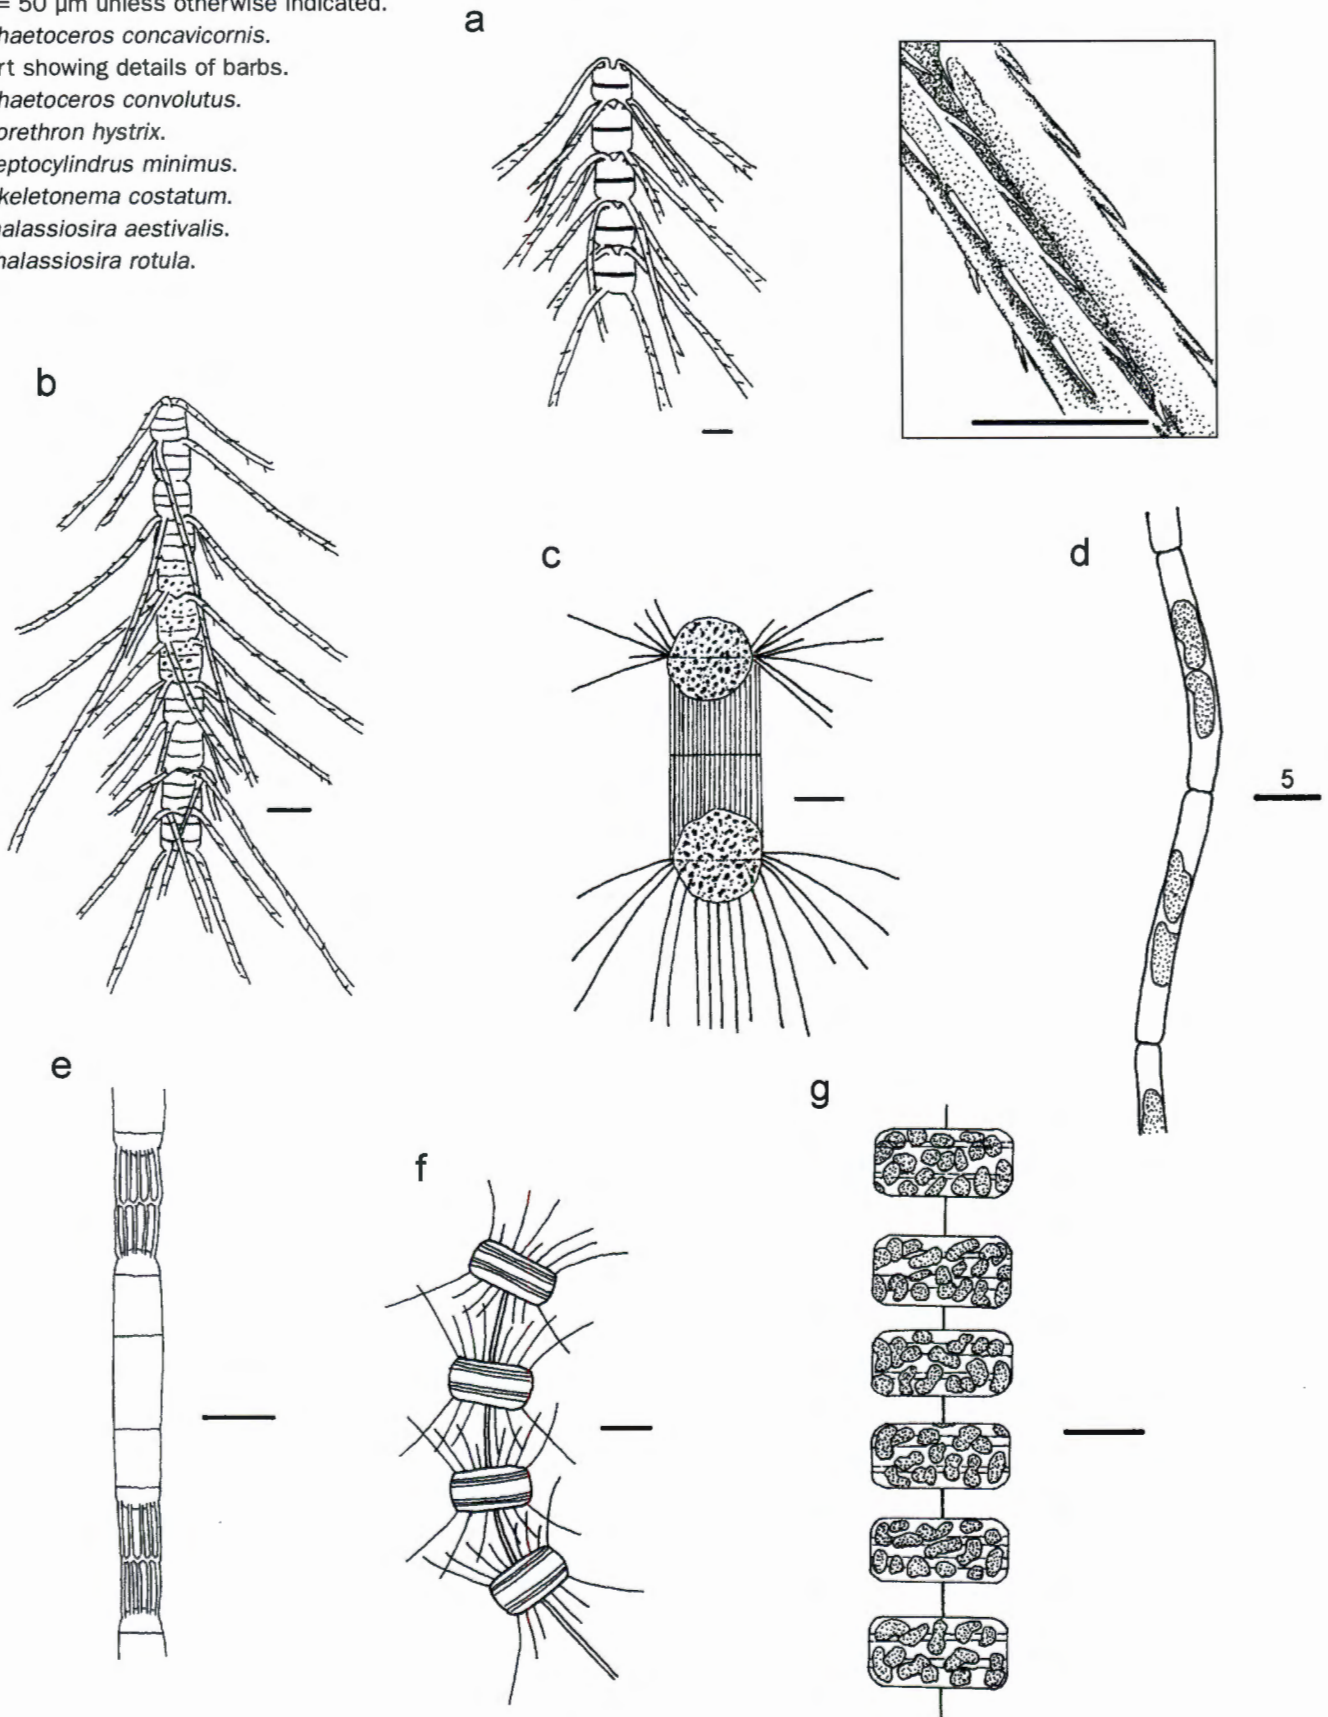 = 50 µm unless otherwise indicated.
haetoceros concavicornis.
rt showing details of barbs.
haetoceros convolutus.
orethron hystrix.
eptocylindrus minimus.
keletonema costatum.
halassiosira aestivalis.
halassiosira rotula.
a
b
c
d
5
e
f
g